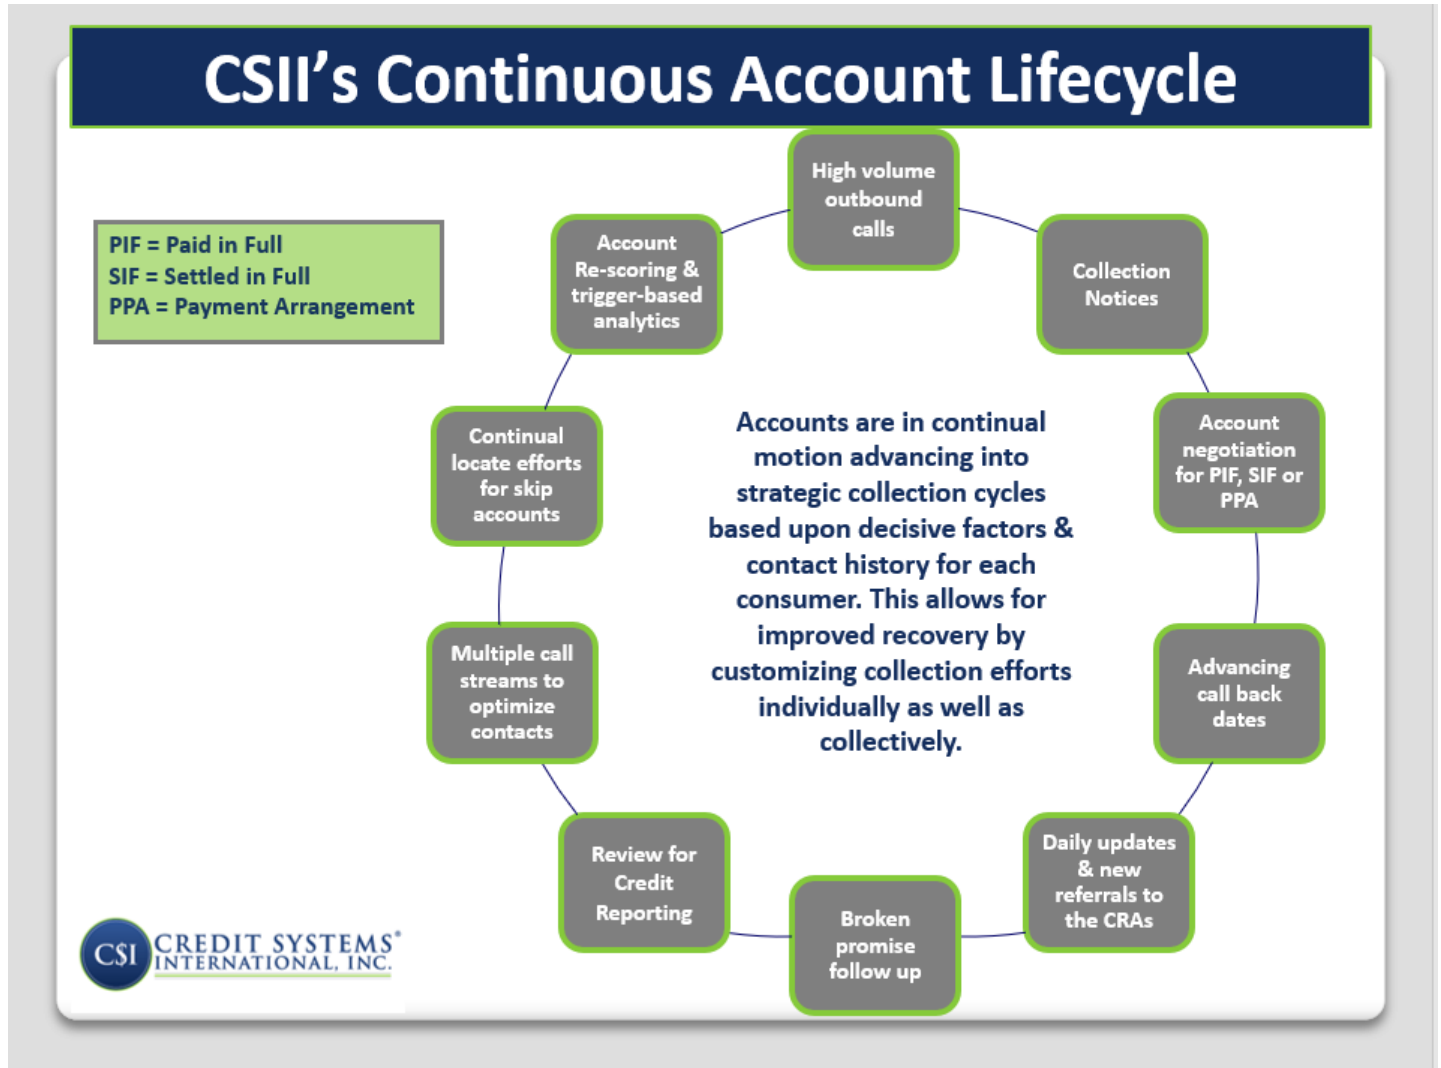 CSII’s Continuous Account Lifecycle
PIF = Paid in Full
SIF = Settled in Full
PPA = Payment Arrangement
High volume
outbound
calls
Collection
Notices
Account
negotiation
for PIF, SIF or
PPA
Advancing
call back
dates
Daily updates
& new
referrals to
the CRAs
Broken
promise
follow up
Review for
Credit
Reporting
Multiple call
streams to
optimize
contacts
Continual
locate efforts
for skip
accounts
Account
Re-scoring &
trigger-based
analytics
Accounts are in continual
motion advancing into
strategic collection cycles
based upon decisive factors &
contact history for each
consumer. This allows for
improved recovery by
customizing collection efforts
individually as well as
collectively.
CSI
CREDIT SYSTEMS®
INTERNATIONAL, INC.